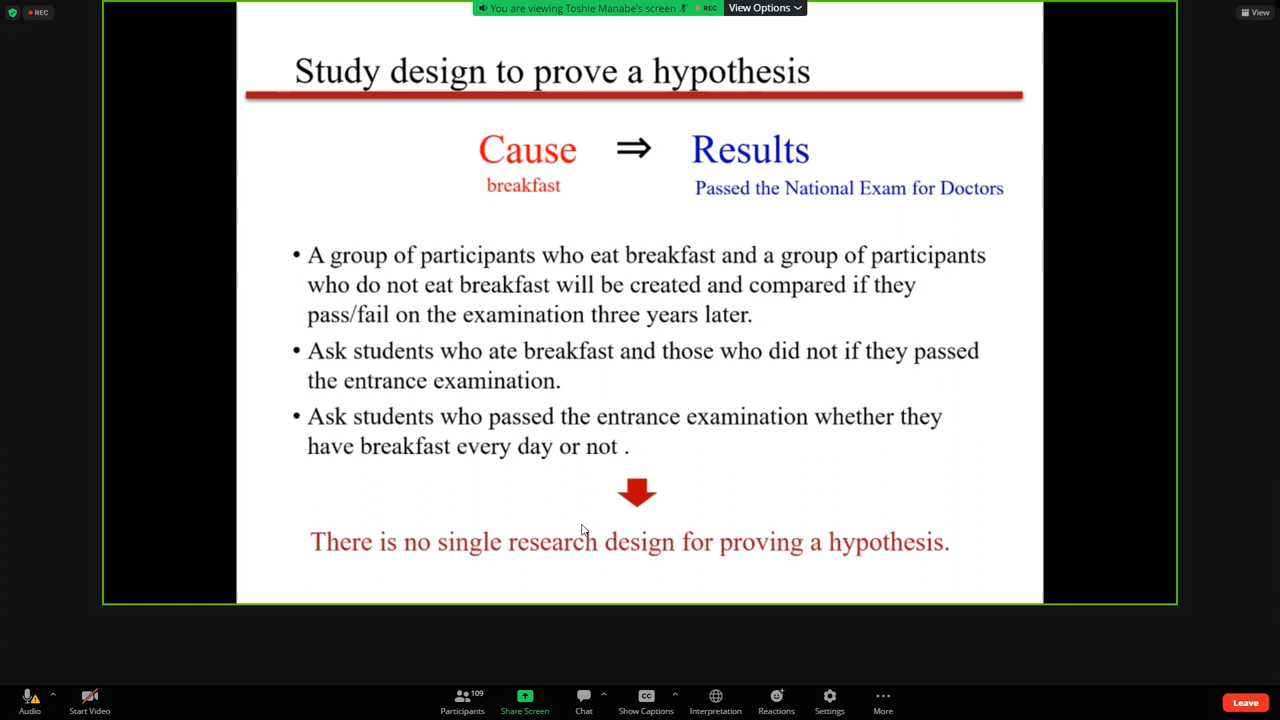 REC
You are viewing Toshie Manabe's screen
REC
View Options
View
Study design to prove a hypothesis
Cause ⇒ Results
breakfast
Passed the National Exam for Doctors
• A group of participants who eat breakfast and a group of participants
who do not eat breakfast will be created and compared if they
pass/fail on the examination three years later.
• Ask students who ate breakfast and those who did not if they passed
the entrance examination.
• Ask students who passed the entrance examination whether they
have breakfast every day or not .
There is no single research design for proving a hypothesis.
Audio
Start Video
109
Participants
Share Screen
Chat
CC
Show Captions
Interpretation
Reactions
Settings
More
Leave